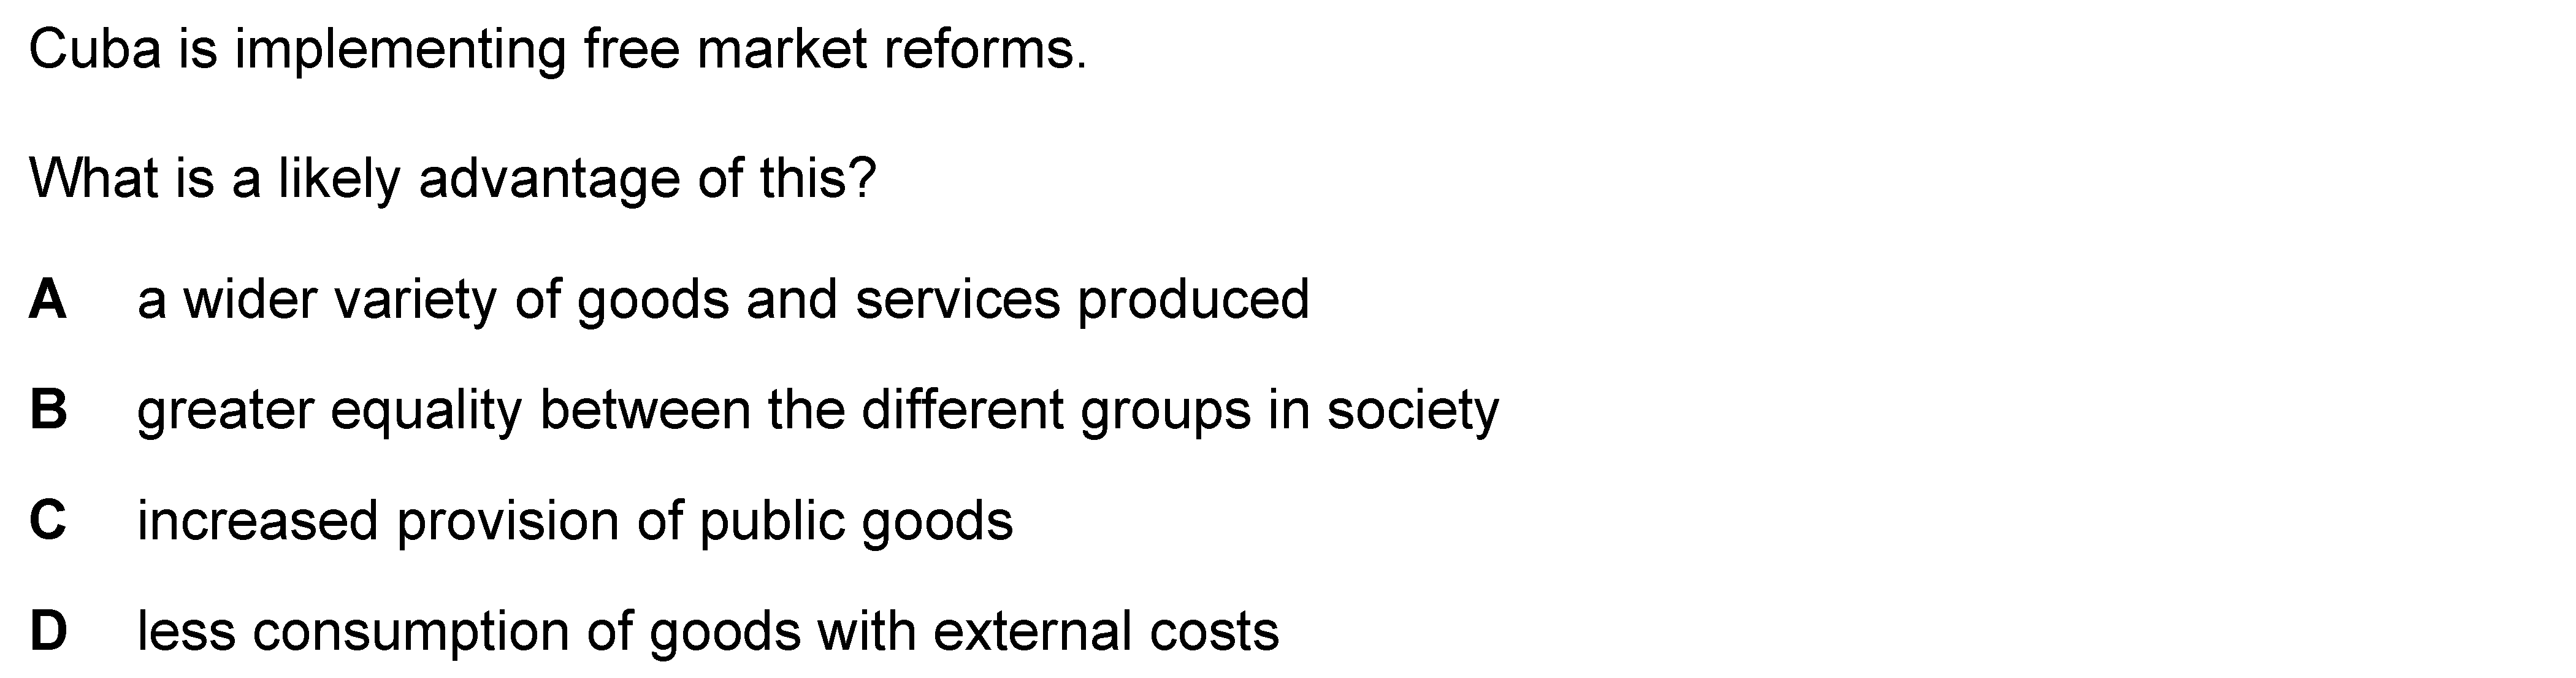 Cuba is implementing free market reforms.
What is a likely advantage of this?
A a wider variety of goods and services produced
B greater equality between the different groups in society
C increased provision of public goods
D less consumption of goods with external costs